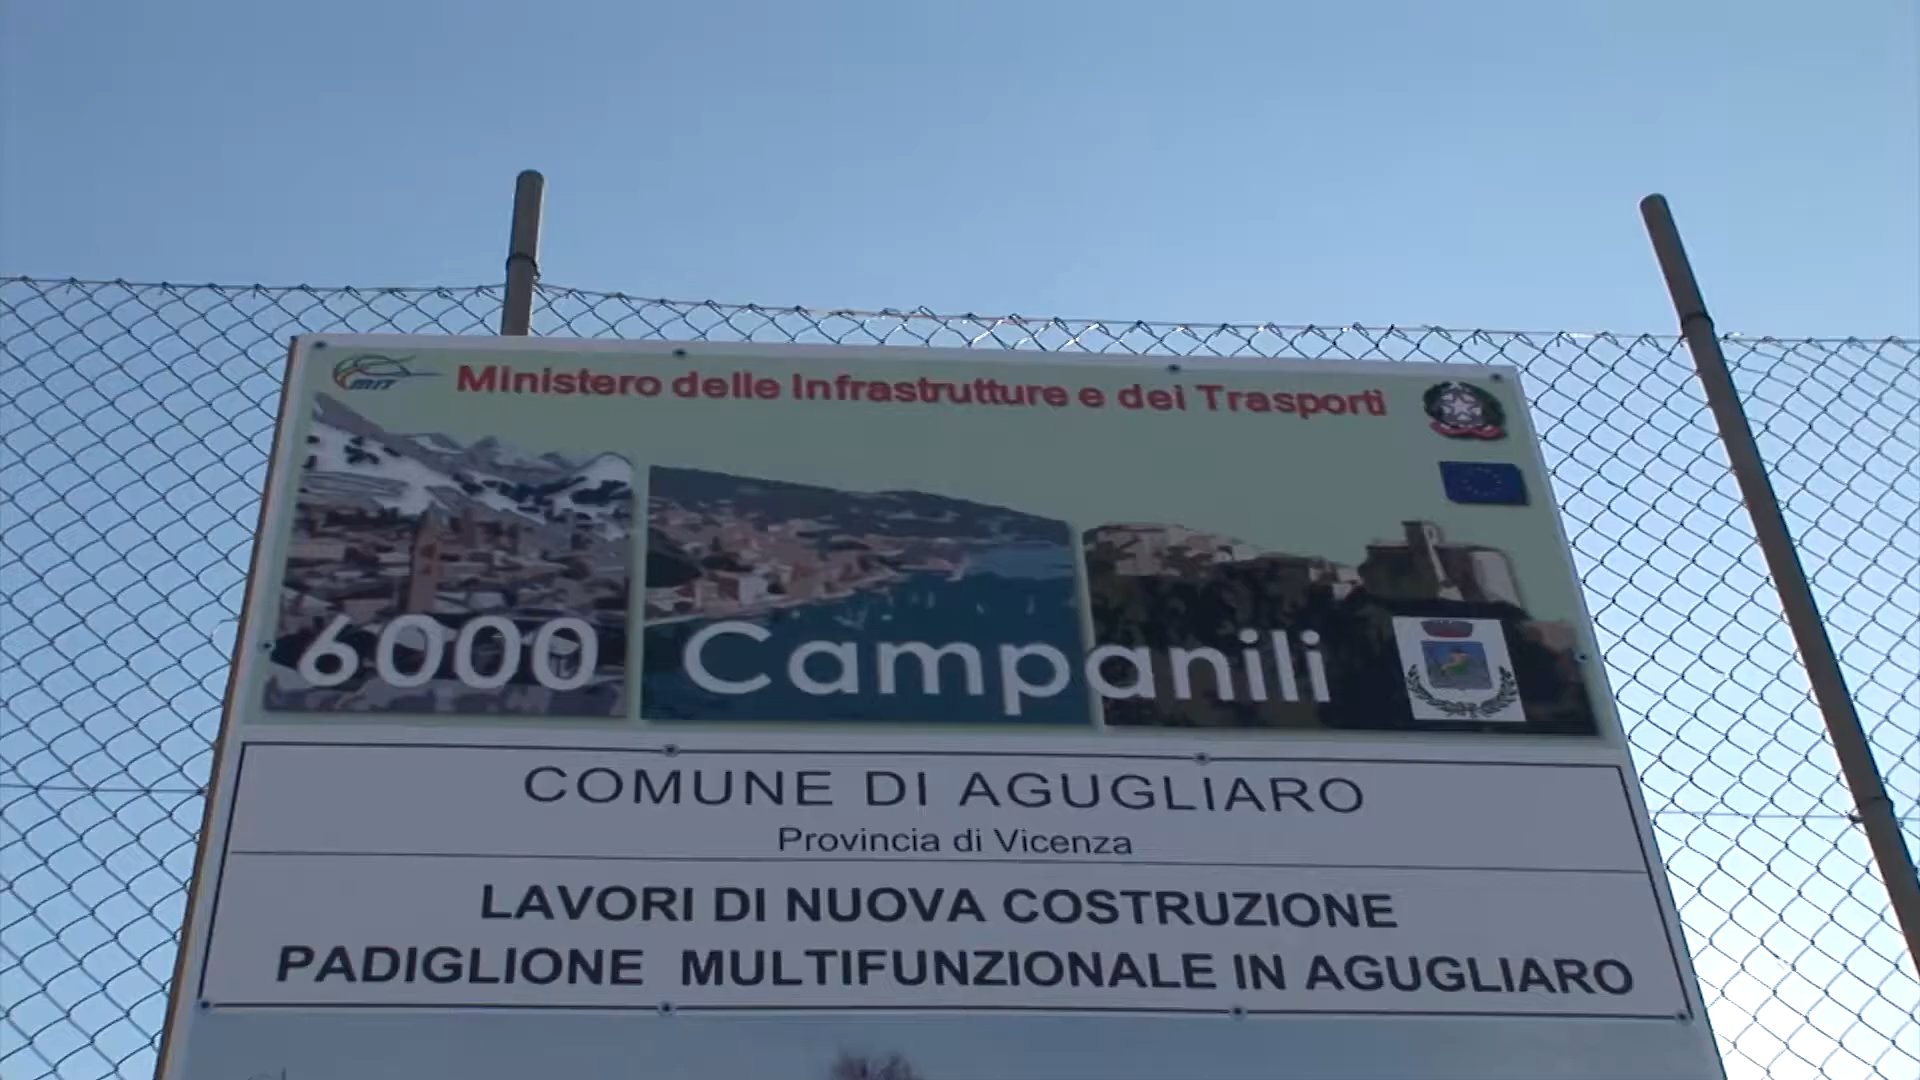 MIT Ministero delle Infrastrutture e dei Trasporti
6000 Campanili
COMUNE DI AGUGLIARO
Provincia di Vicenza
LAVORI DI NUOVA COSTRUZIONE
PADIGLIONE MULTIFUNZIONALE IN AGUGLIARO